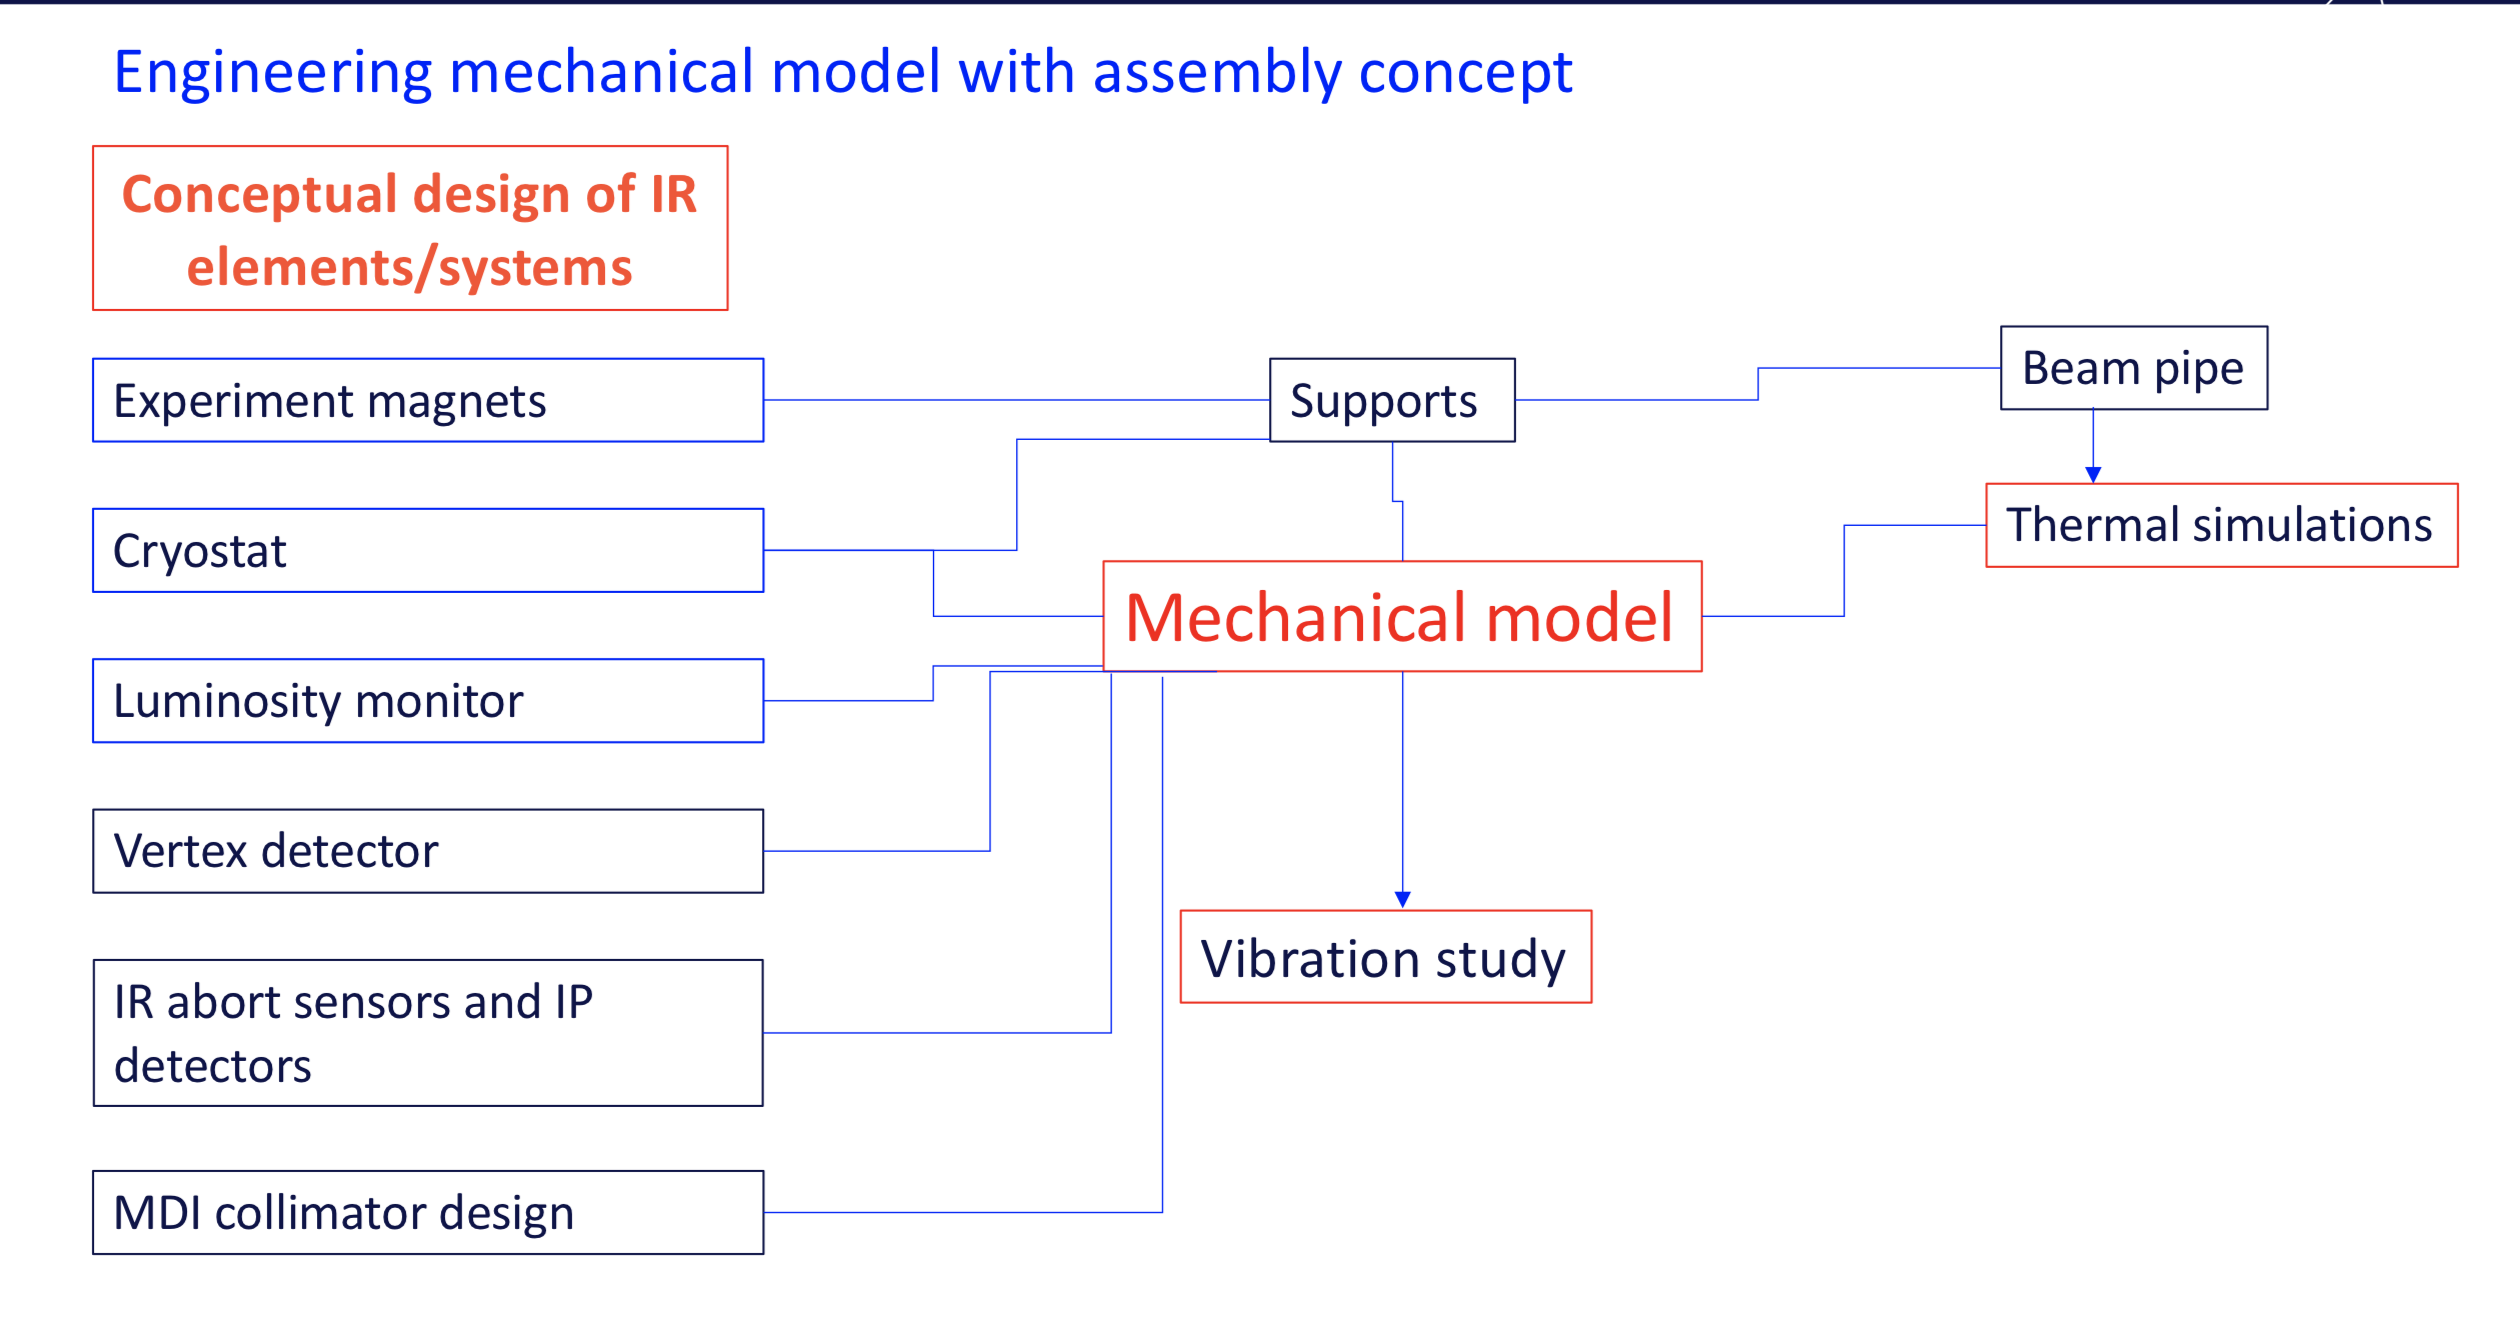 Engineering mechanical model with assembly concept
Conceptual design of IR
elements/systems
Experiment magnets
Supports
Beam pipe
Cryostat
Thermal simulations
Mechanical model
Luminosity monitor
Vertex detector
Vibration study
IR abort sensors and IP
detectors
MDI collimator design